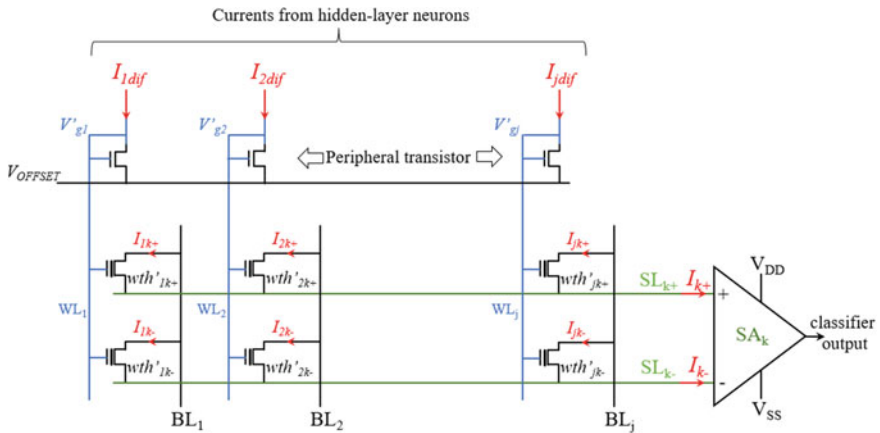 Currents from hidden-layer neurons
I1dif I2dif Ijdif
V'g1 V'g2 V'gj
Peripheral transistor
VOFFSET
I1k+ I2k+ Ijk+
wth'1k+ wth'2k+ wth'jk+
SLk+ Ik+ VDD
+
WL1 WL2 WLj
SAk
classifier
output
I1k- I2k- Ijk-
wth'1k- wth'2k- wth'jk-
SLk- Ik- -
VSS
BL1 BL2 BLj